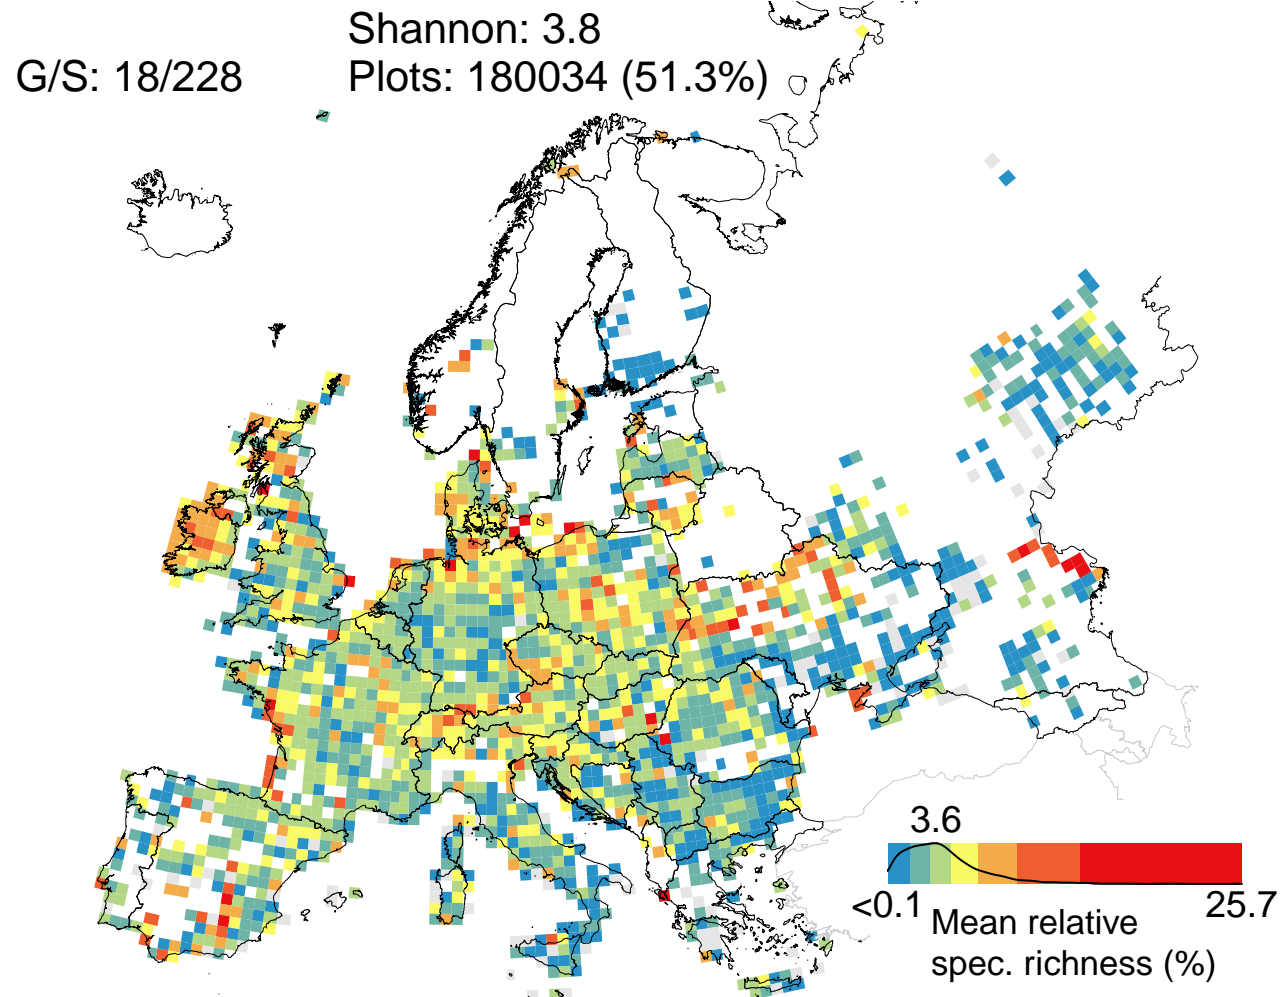 Shannon: 3.8
G/S: 18/228
Plots: 180034 (51.3%)
3.6
<0.1
25.7
Mean relative
spec. richness (%)